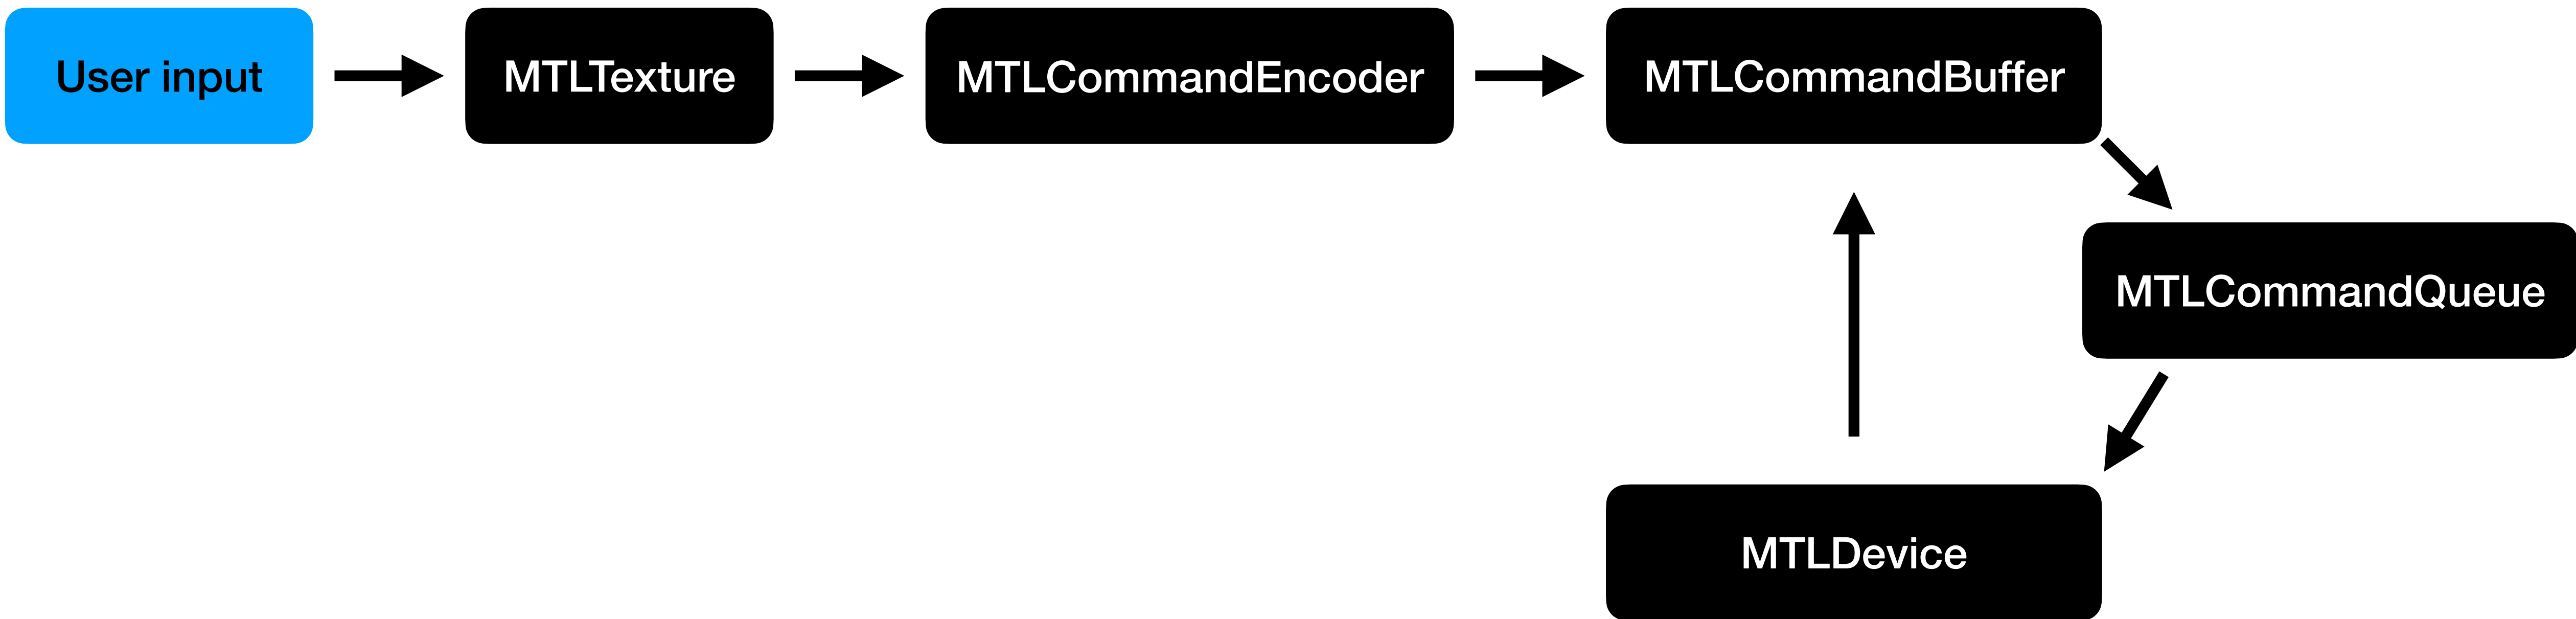 User input
MTLTexture
MTLCommandEncoder
MTLCommandBuffer
MTLCommandQueue
MTLDevice